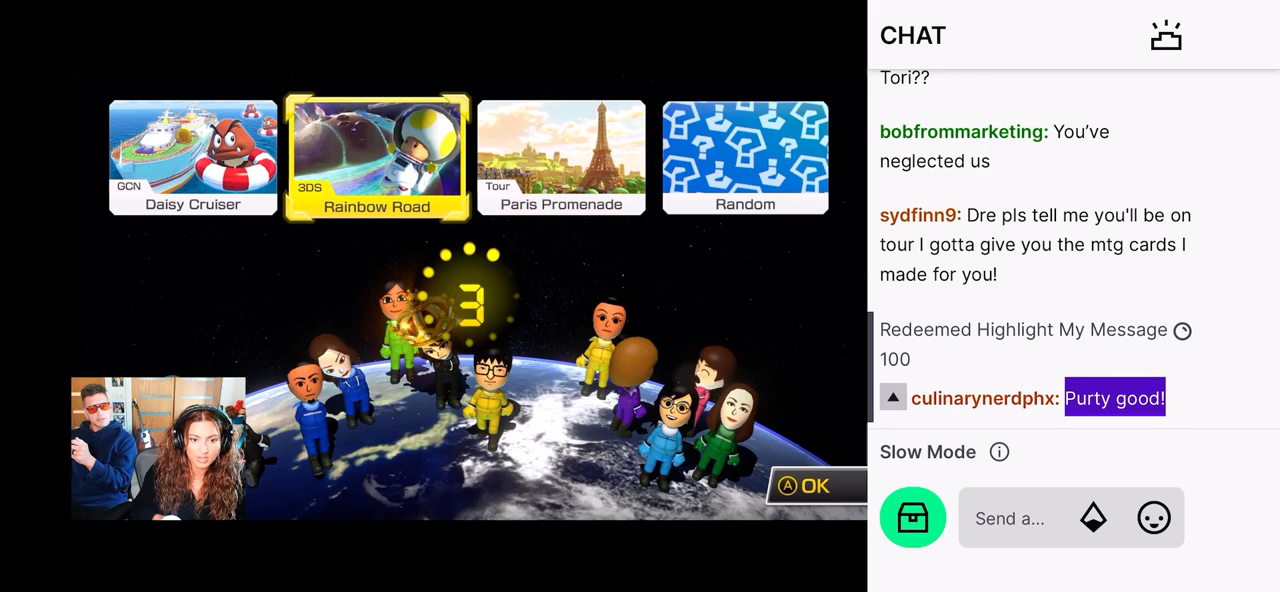 GCN
Daisy Cruiser
3DS
Rainbow Road
Tour
Paris Promenade
Random
3
A OK
CHAT
Tori??
bobfrommarketing: You’ve
neglected us
sydfinn9: Dre pls tell me you'll be on
tour I gotta give you the mtg cards I
made for you!
Redeemed Highlight My Message
100
culinarynerdphx: Purty good!
Slow Mode
Send a...